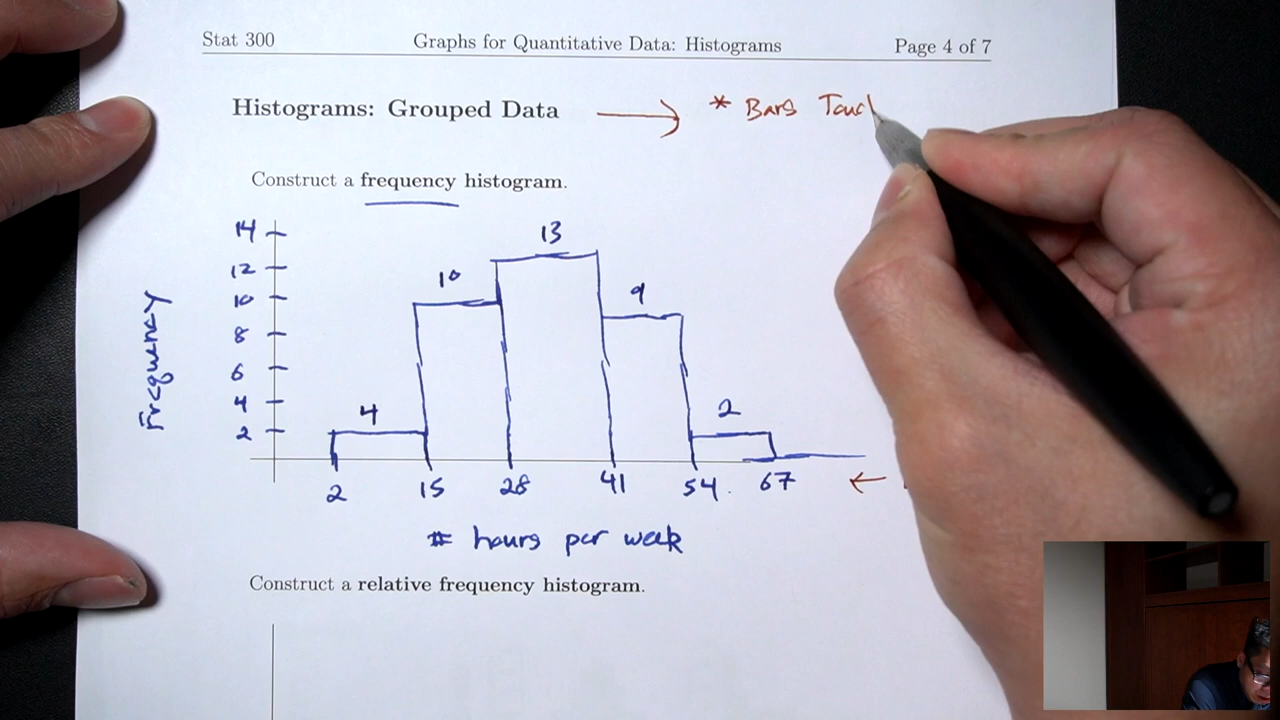 Stat 300 Graphs for Quantitative Data: Histograms Page 4 of 7
Histograms: Grouped Data → * Bars Touc
Construct a frequency histogram.
14
13
12
10
10
9
8
6
4
4
2
2
Frequency
2 15 28 41 54. 67 ←
# hours per week
Construct a relative frequency histogram.